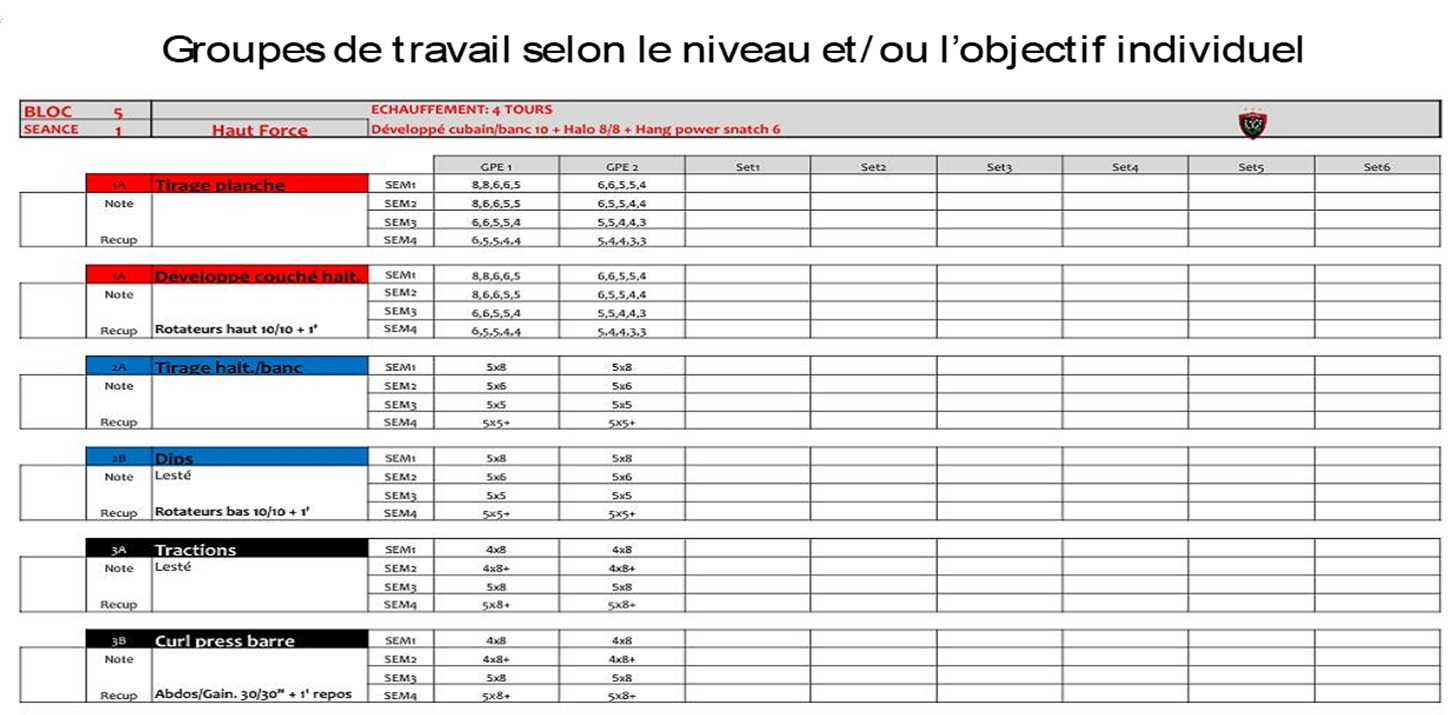 Groupes de travail selon le niveau et/ou l’objectif individuel
BLOC 5 ECHAUFFEMENT: 4 TOURS
SEANCE 1 Haut Force Développé cubain/banc 10 + Halo 8/8 + Hang power snatch 6
GPE 1 GPE 2 Set1 Set2 Set3 Set4 Set5 Set6
1A Tirage planche SEM1 8,8,6,6,5 6,6,5,5,4
Note SEM2 8,6,6,5,5 6,5,5,4,4
SEM3 6,6,5,5,4 5,5,4,4,3
Recup SEM4 6,5,5,4,4 5,4,4,3,3
1A Développé couché halt. SEM1 8,8,6,6,5 6,6,5,5,4
Note SEM2 8,6,6,5,5 6,5,5,4,4
SEM3 6,6,5,5,4 5,5,4,4,3
Recup Rotateurs haut 10/10 + 1' SEM4 6,5,5,4,4 5,4,4,3,3
2A Tirage halt./banc SEM1 5x8 5x8
Note SEM2 5x6 5x6
SEM3 5x5 5x5
Recup SEM4 5x5+ 5x5+
2B Dips SEM1 5x8 5x8
Note Lesté SEM2 5x6 5x6
SEM3 5x5 5x5
Recup Rotateurs bas 10/10 + 1' SEM4 5x5+ 5x5+
3A Tractions SEM1 4x8 4x8
Note Lesté SEM2 4x8+ 4x8+
SEM3 5x8 5x8
Recup SEM4 5x8+ 5x8+
3B Curl press barre SEM1 4x8 4x8
Note SEM2 4x8+ 4x8+
SEM3 5x8 5x8
Recup Abdos/Gain. 30/30" + 1' repos SEM4 5x8+ 5x8+